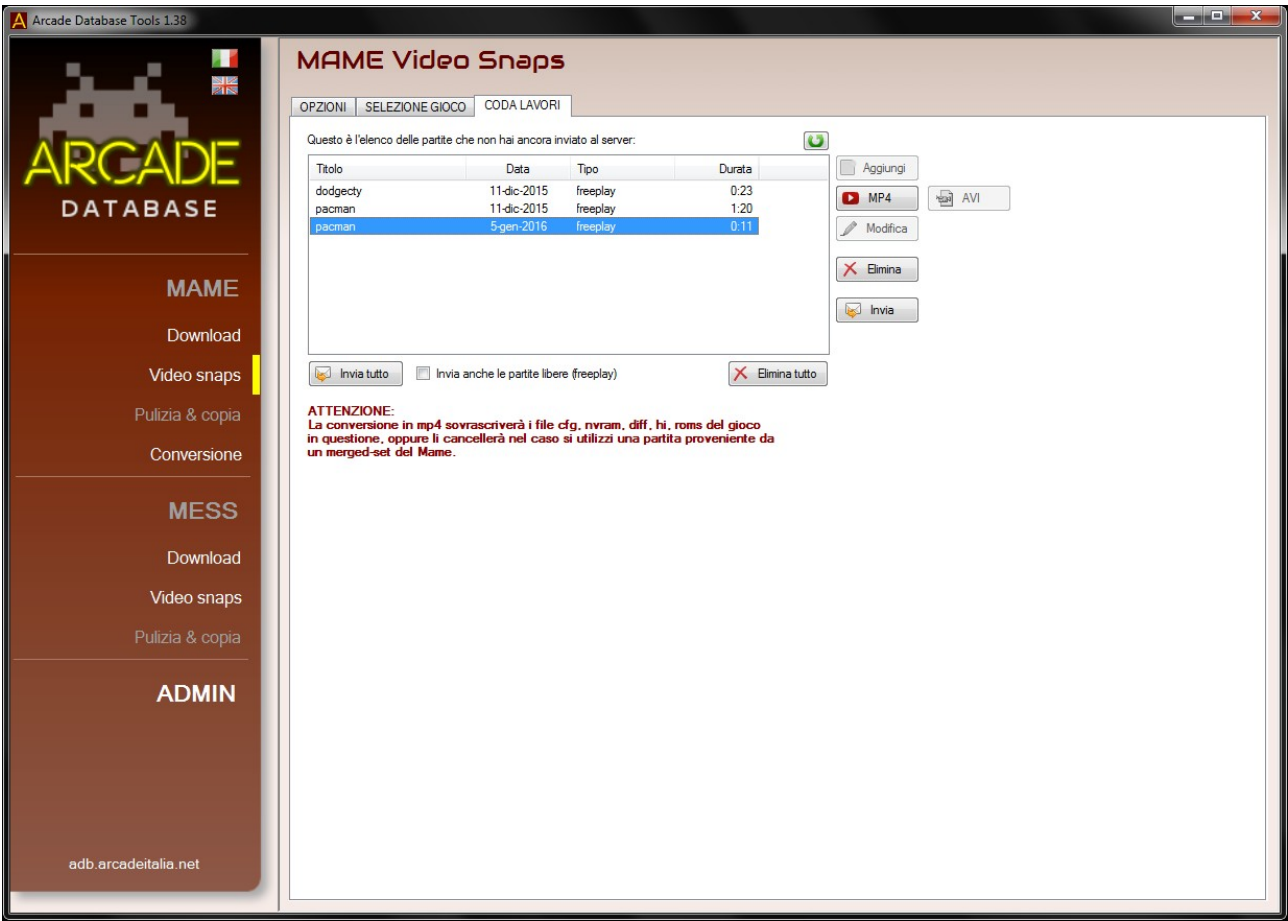 Arcade Database Tools 1.38
ARCADE
DATABASE
MAME
Download
Video snaps
Pulizia & copia
Conversione
MESS
Download
Video snaps
Pulizia & copia
ADMIN
adb.arcadeitalia.net
MAME Video Snaps
OPZIONI SELEZIONE GIOCO CODA LAVORI
Questo è l'elenco delle partite che non hai ancora inviato al server:
Titolo Data Tipo Durata
dodgecty 11-dic-2015 freeplay 0:23
pacman 11-dic-2015 freeplay 1:20
pacman 5-gen-2016 freeplay 0:11
Aggiungi
MP4 AVI
Modifica
Elimina
Invia
Invia tutto Invia anche le partite libere (freeplay) Elimina tutto
ATTENZIONE:
La conversione in mp4 sovrascriverà i file cfg, nvram, diff, hi, roms del gioco
in questione, oppure li cancellerà nel caso si utilizzi una partita proveniente da
un merged-set del Mame.